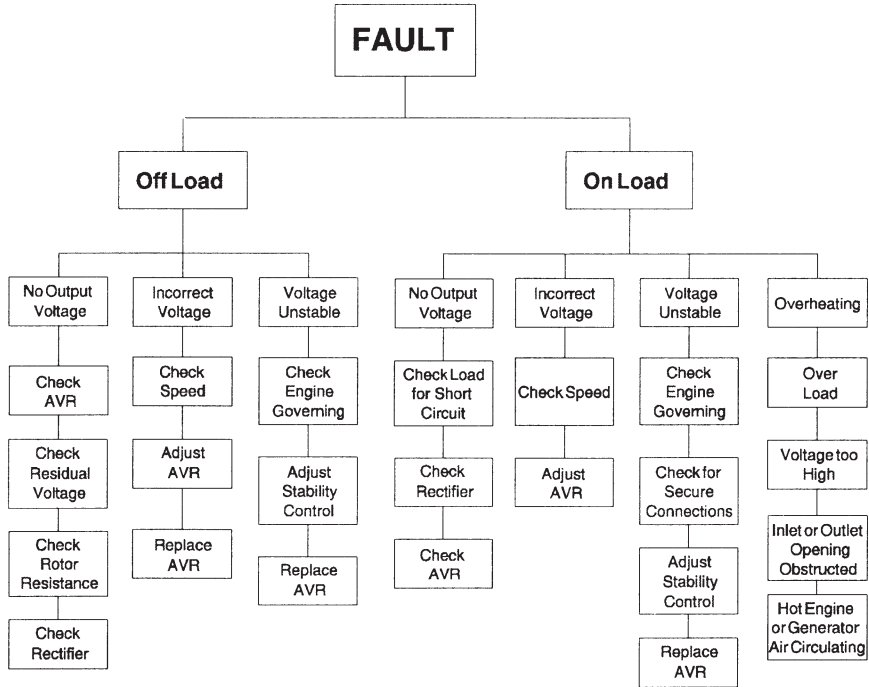 FAULT
Off Load
On Load
No Output
Voltage
Incorrect
Voltage
Voltage
Unstable
No Output
Voltage
Incorrect
Voltage
Voltage
Unstable
Overheating
Check
AVR
Check
Speed
Check
Engine
Governing
Check Load
for Short
Circuit
Check Speed
Check
Engine
Governing
Over
Load
Check
Residual
Voltage
Adjust
AVR
Adjust
Stability
Control
Check
Rectifier
Adjust
AVR
Check for
Secure
Connections
Voltage too
High
Check
Rotor
Resistance
Replace
AVR
Replace
AVR
Check
AVR
Adjust
Stability
Control
Inlet or Outlet
Opening
Obstructed
Check
Rectifier
Replace
AVR
Hot Engine
or Generator
Air Circulating